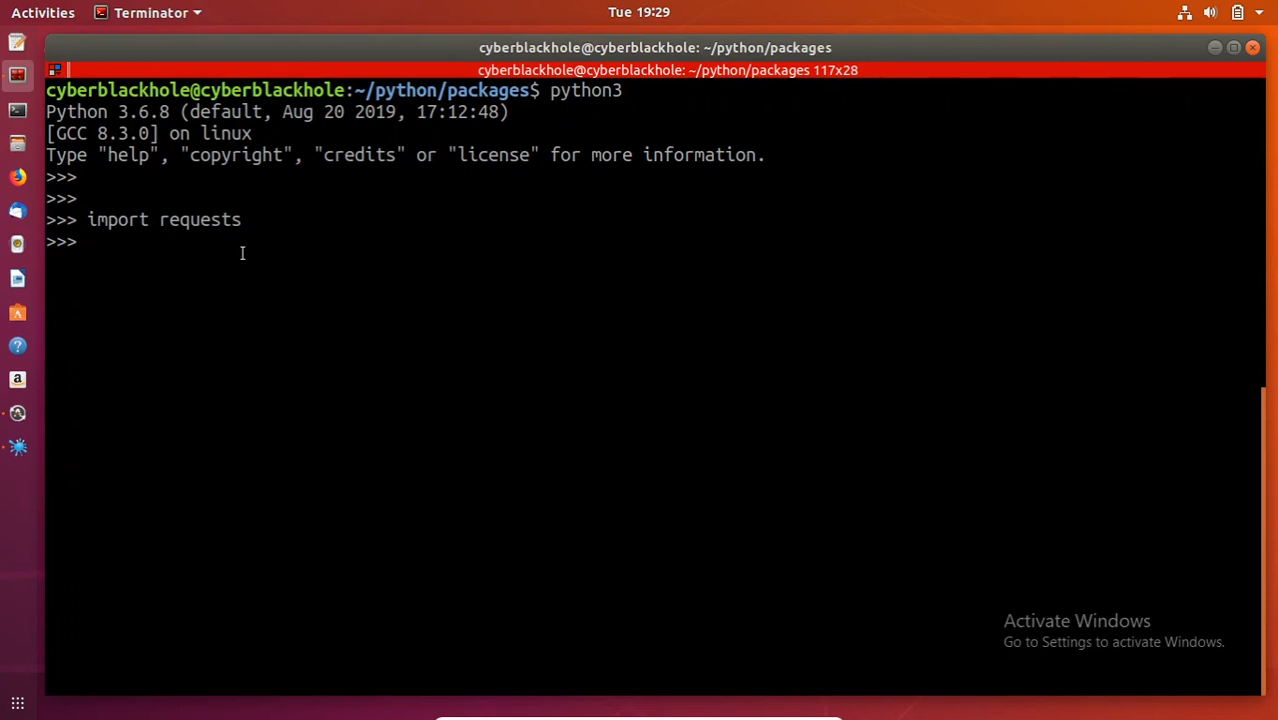 Activities Terminator Tue 19:29
cyberblackhole@cyberblackhole: ~/python/packages
cyberblackhole@cyberblackhole: ~/python/packages 117x28
cyberblackhole@cyberblackhole:~/python/packages$ python3
Python 3.6.8 (default, Aug 20 2019, 17:12:48)
[GCC 8.3.0] on linux
Type "help", "copyright", "credits" or "license" for more information.
>>>
>>>
>>> import requests
>>>
Activate Windows
Go to Settings to activate Windows.